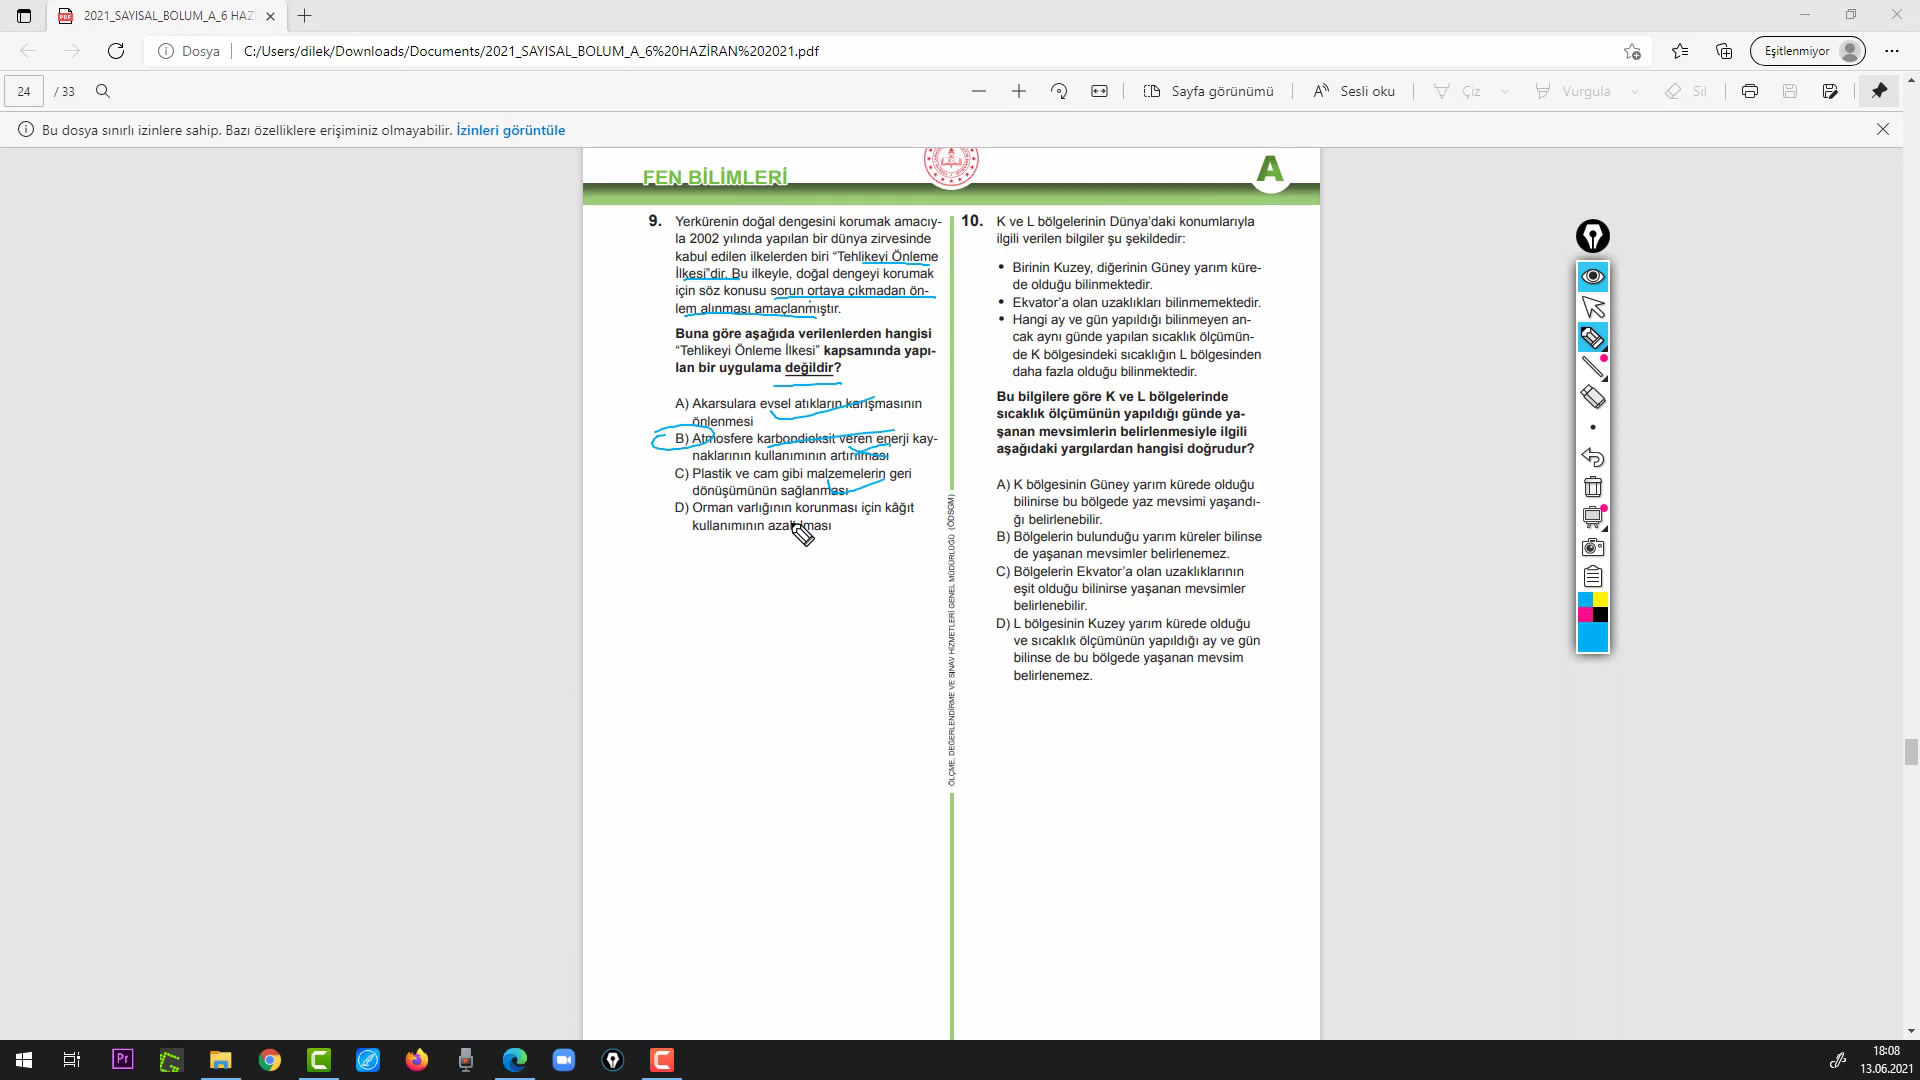 2021_SAYISAL_BOLUM_A_6 HAZ
Dosya
C:/Users/dilek/Downloads/Documents/2021_SAYISAL_BOLUM_A_6%20HAZİRAN%202021.pdf
Eşitlenmiyor
24 / 33
Sayfa görünümü
Sesli oku
Çiz
Vurgula
Sil
Bu dosya sınırlı izinlere sahip. Bazı özelliklere erişiminiz olmayabilir. İzinleri görüntüle
FEN BİLİMLERİ
A
9. Yerkürenin doğal dengesini korumak amacıy-
la 2002 yılında yapılan bir dünya zirvesinde
kabul edilen ilkelerden biri “Tehlikeyi Önleme
İlkesi”dir. Bu ilkeyle, doğal dengeyi korumak
için söz konusu sorun ortaya çıkmadan ön-
lem alınması amaçlanmıştır.
Buna göre aşağıda verilenlerden hangisi
“Tehlikeyi Önleme İlkesi” kapsamında yapı-
lan bir uygulama değildir?
A) Akarsulara evsel atıkların karışmasının
önlenmesi
B) Atmosfere karbondioksit veren enerji kay-
naklarının kullanımının artırılması
C) Plastik ve cam gibi malzemelerin geri
dönüşümünün sağlanması
D) Orman varlığının korunması için kâğıt
kullanımının azaltılması
ÖLÇME, DEĞERLENDİRME VE SINAV HİZMETLERİ GENEL MÜDÜRLÜĞÜ (ÖDSGM)
10. K ve L bölgelerinin Dünya’daki konumlarıyla
ilgili verilen bilgiler şu şekildedir:
• Birinin Kuzey, diğerinin Güney yarım küre-
de olduğu bilinmektedir.
• Ekvator’a olan uzaklıkları bilinmemektedir.
• Hangi ay ve gün yapıldığı bilinmeyen an-
cak aynı günde yapılan sıcaklık ölçümün-
de K bölgesindeki sıcaklığın L bölgesinden
daha fazla olduğu bilinmektedir.
Bu bilgilere göre K ve L bölgelerinde
sıcaklık ölçümünün yapıldığı günde ya-
şanan mevsimlerin belirlenmesiyle ilgili
aşağıdaki yargılardan hangisi doğrudur?
A) K bölgesinin Güney yarım kürede olduğu
bilinirse bu bölgede yaz mevsimi yaşandı-
ğı belirlenebilir.
B) Bölgelerin bulunduğu yarım küreler bilinse
de yaşanan mevsimler belirlenemez.
C) Bölgelerin Ekvator’a olan uzaklıklarının
eşit olduğu bilinirse yaşanan mevsimler
belirlenebilir.
D) L bölgesinin Kuzey yarım kürede olduğu
ve sıcaklık ölçümünün yapıldığı ay ve gün
bilinse de bu bölgede yaşanan mevsim
belirlenemez.
18:08
13.06.2021